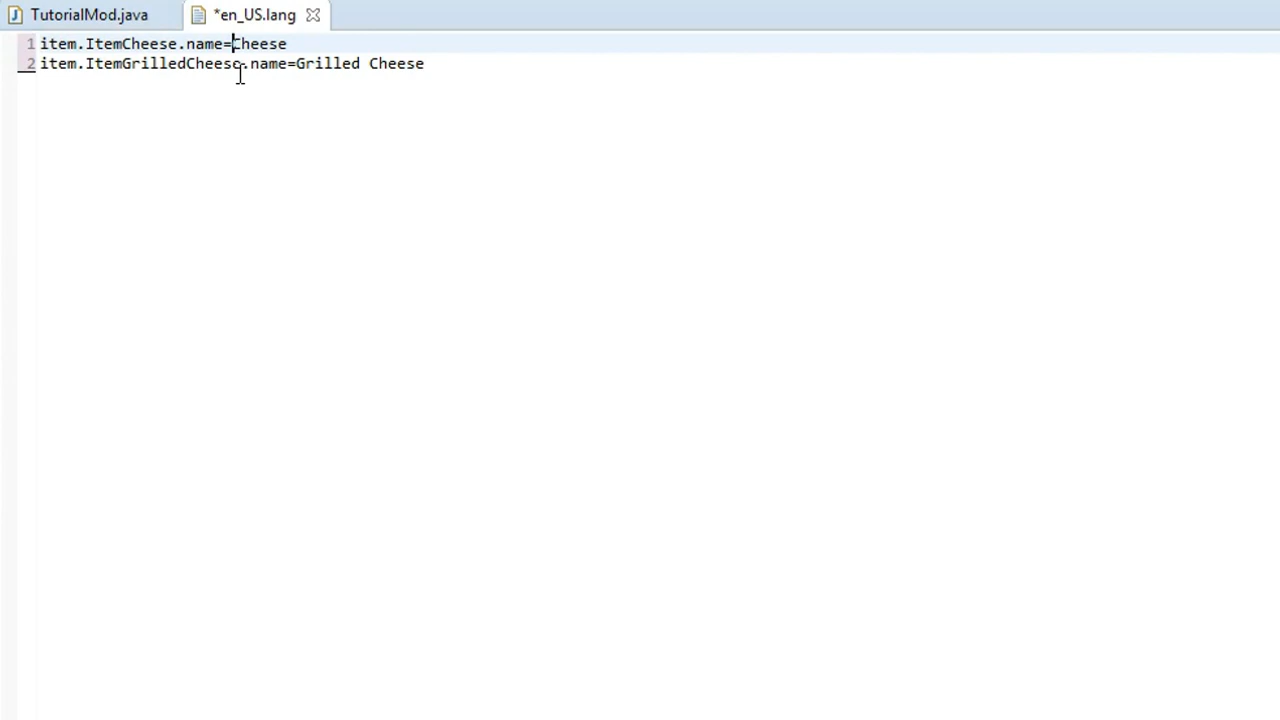 TutorialMod.java
*en_US.lang
1 item.ItemCheese.name=Cheese
2 item.ItemGrilledCheese.name=Grilled Cheese